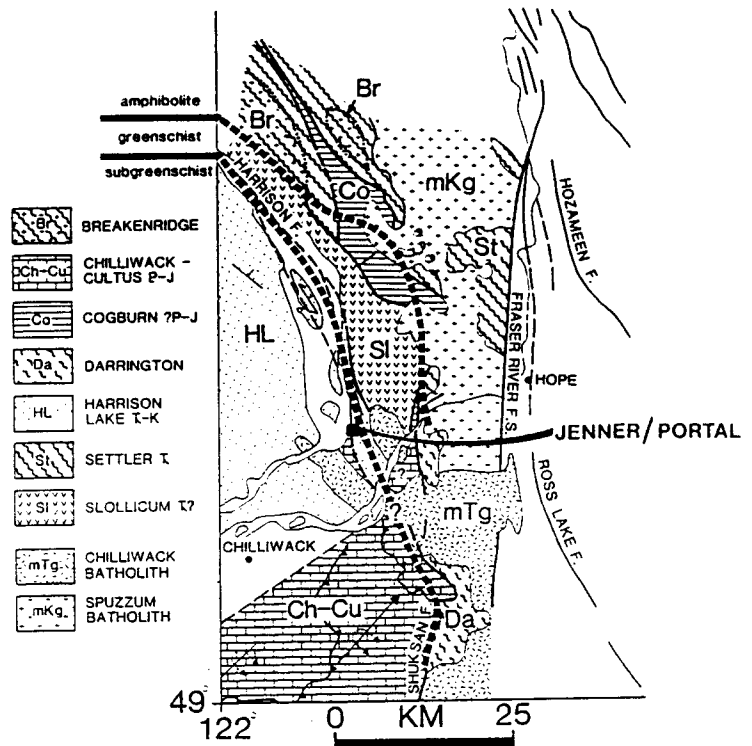 amphibolite
greenschist
subgreenschist
Br
Br
Co
mKg
St
HARRISON F.
HL
Sl
HOZAMEEN F.
FRASER RIVER F.S.
HOPE
JENNER/PORTAL
ROSS LAKE F.
?
?
mTg
CHILLIWACK
Ch-Cu
Da
SHUKSAN F.
Br BREAKENRIDGE
Ch-Cu CHILLIWACK - CULTUS P-J
Co COGBURN ?P-J
Da DARRINGTON
HL HARRISON LAKE T-K
St SETTLER T.
Sl SLOLLICUM T.?
mTg CHILLIWACK BATHOLITH
mKg SPUZZUM BATHOLITH
49°
122°
0 KM 25